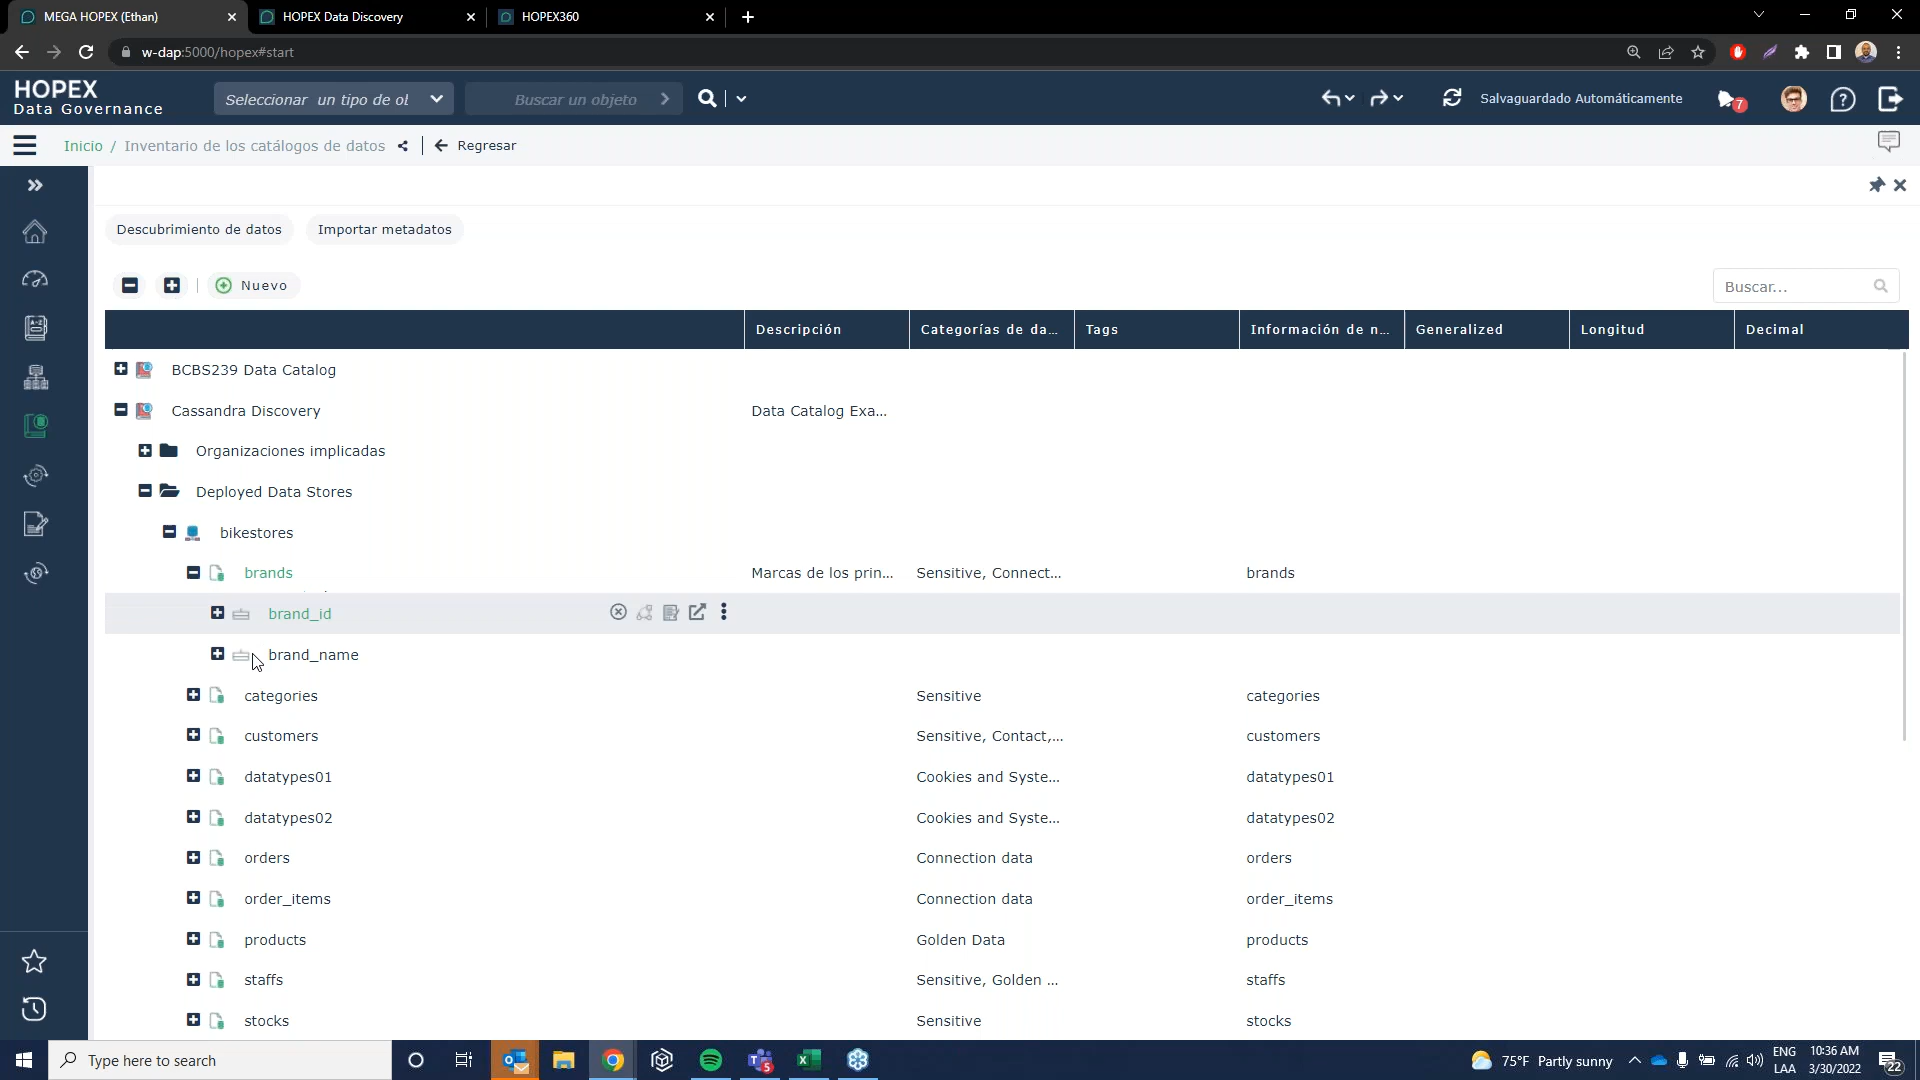 MEGA HOPEX (Ethan)
HOPEX Data Discovery
HOPEX360
w-dap:5000/hopex#start
HOPEX
Data Governance
Seleccionar un tipo de ol
Buscar un objeto
Salvaguardado Automáticamente
7
Inicio / Inventario de los catálogos de datos
Regresar
Descubrimiento de datos
Importar metadatos
Nuevo
Buscar...
Descripción
Categorías de da...
Tags
Información de n...
Generalized
Longitud
Decimal
BCBS239 Data Catalog
Cassandra Discovery
Data Catalog Exa...
Organizaciones implicadas
Deployed Data Stores
bikestores
brands
Marcas de los prin...
Sensitive, Connect...
brands
brand_id
brand_name
categories
Sensitive
categories
customers
Sensitive, Contact,...
customers
datatypes01
Cookies and Syste...
datatypes01
datatypes02
Cookies and Syste...
datatypes02
orders
Connection data
orders
order_items
Connection data
order_items
products
Golden Data
products
staffs
Sensitive, Golden ...
staffs
stocks
Sensitive
stocks
Type here to search
5
75°F Partly sunny
ENG
LAA
10:36 AM
3/30/2022
22